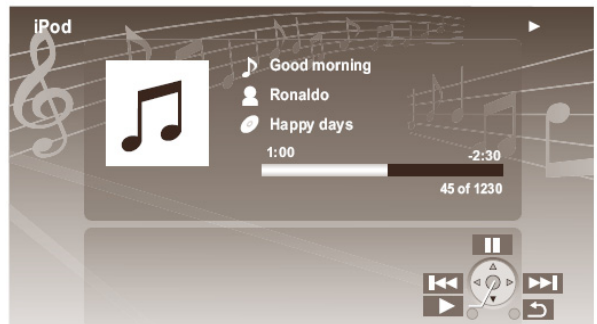 iPod
Good morning
Ronaldo
Happy days
1:00 -2:30
45 of 1230